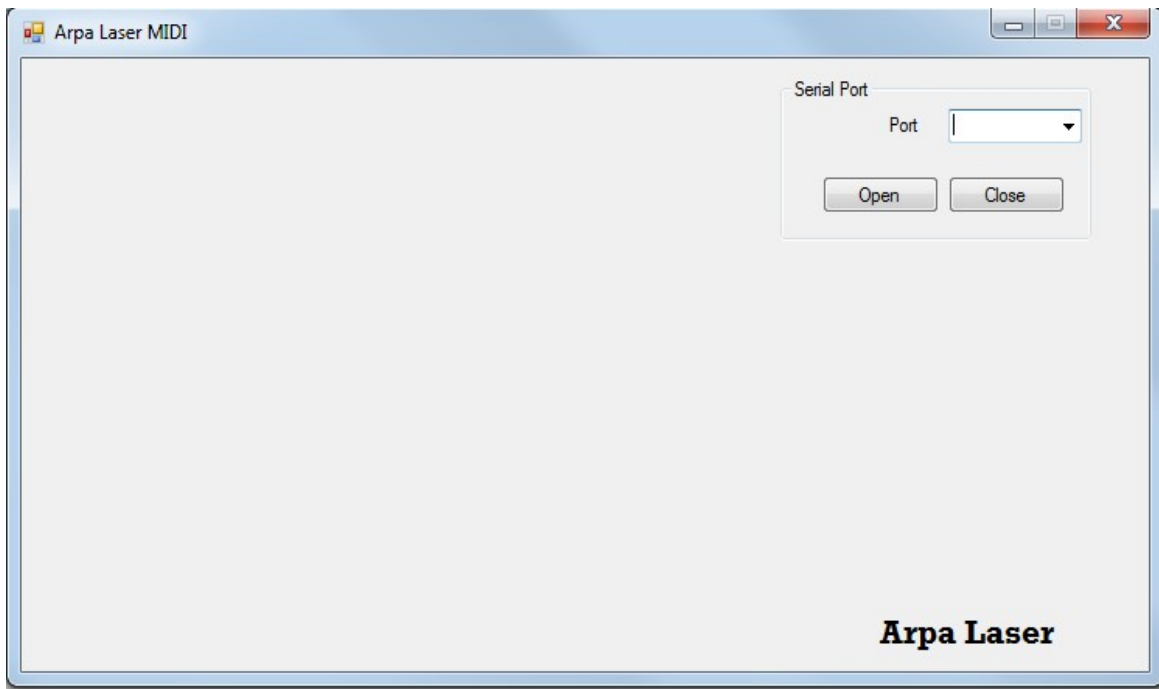 Arpa Laser MIDI
Serial Port
Port
Open Close
Arpa Laser